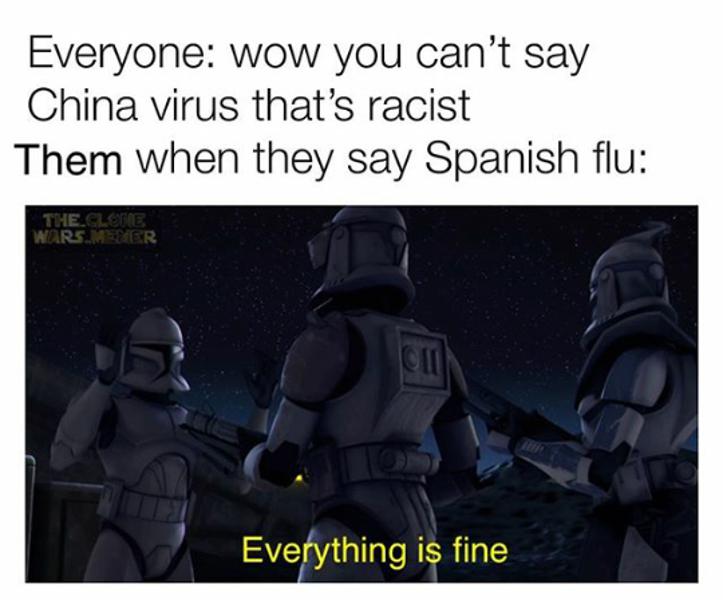 Everyone: wow you can't say
China virus that's racist
Them when they say Spanish flu:
THE.CLONE
WARS.MEMER
Everything is fine